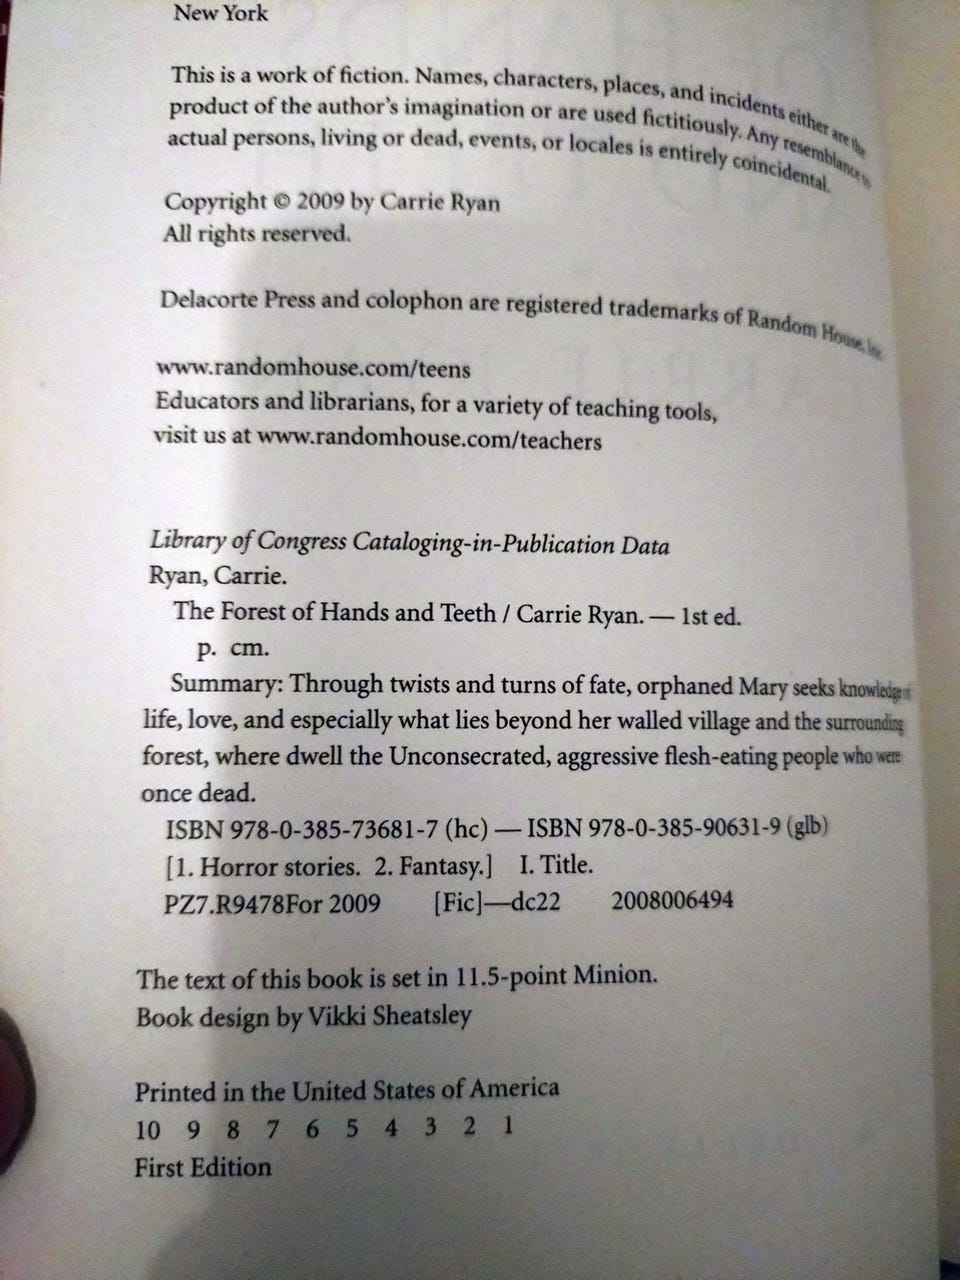 New York
This is a work of fiction. Names, characters, places, and incidents either are the
product of the author's imagination or are used fictitiously. Any resemblance to
actual persons, living or dead, events, or locales is entirely coincidental.
Copyright © 2009 by Carrie Ryan
All rights reserved.
Delacorte Press and colophon are registered trademarks of Random House, Inc.
www.randomhouse.com/teens
Educators and librarians, for a variety of teaching tools,
visit us at www.randomhouse.com/teachers
Library of Congress Cataloging-in-Publication Data
Ryan, Carrie.
The Forest of Hands and Teeth / Carrie Ryan. — 1st ed.
p. cm.
Summary: Through twists and turns of fate, orphaned Mary seeks knowledge of
life, love, and especially what lies beyond her walled village and the surrounding
forest, where dwell the Unconsecrated, aggressive flesh-eating people who were
once dead.
ISBN 978-0-385-73681-7 (hc) — ISBN 978-0-385-90631-9 (glb)
[1. Horror stories. 2. Fantasy.] I. Title.
PZ7.R9478For 2009 [Fic]—dc22 2008006494
The text of this book is set in 11.5-point Minion.
Book design by Vikki Sheatsley
Printed in the United States of America
10 9 8 7 6 5 4 3 2 1
First Edition